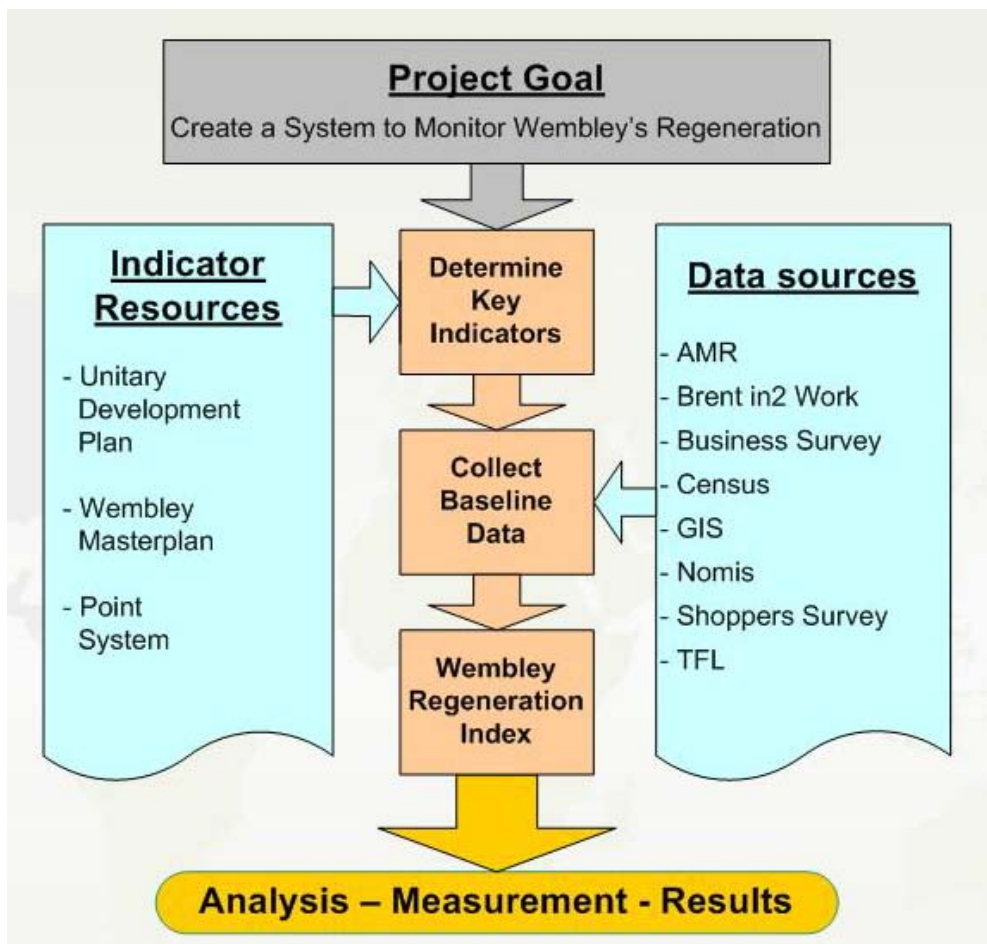 Project Goal
Create a System to Monitor Wembley's Regeneration
Indicator
Resources
- Unitary
Development
Plan
- Wembley
Masterplan
- Point
System
Determine
Key
Indicators
Collect
Baseline
Data
Wembley
Regeneration
Index
Data sources
- AMR
- Brent in2 Work
- Business Survey
- Census
- GIS
- Nomis
- Shoppers Survey
- TFL
Analysis – Measurement - Results